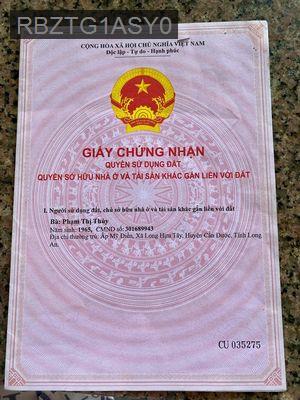 RBZTG1ASY0
CỘNG HÒA XÃ HỘI CHỦ NGHĨA VIỆT NAM
Độc lập - Tự do - Hạnh phúc
GIẤY CHỨNG NHẬN
QUYỀN SỬ DỤNG ĐẤT
QUYỀN SỞ HỮU NHÀ Ở VÀ TÀI SẢN KHÁC GẮN LIỀN VỚI ĐẤT
I. Người sử dụng đất, chủ sở hữu nhà ở và tài sản khác gắn liền với đất
Bà: Phạm Thị Thủy
Năm sinh: 1965, CMND số: 301689943
Địa chỉ thường trú: Ấp Mỹ Điền, Xã Long Hựu Tây, Huyện Cần Đước, Tỉnh Long
An.
CU 035275